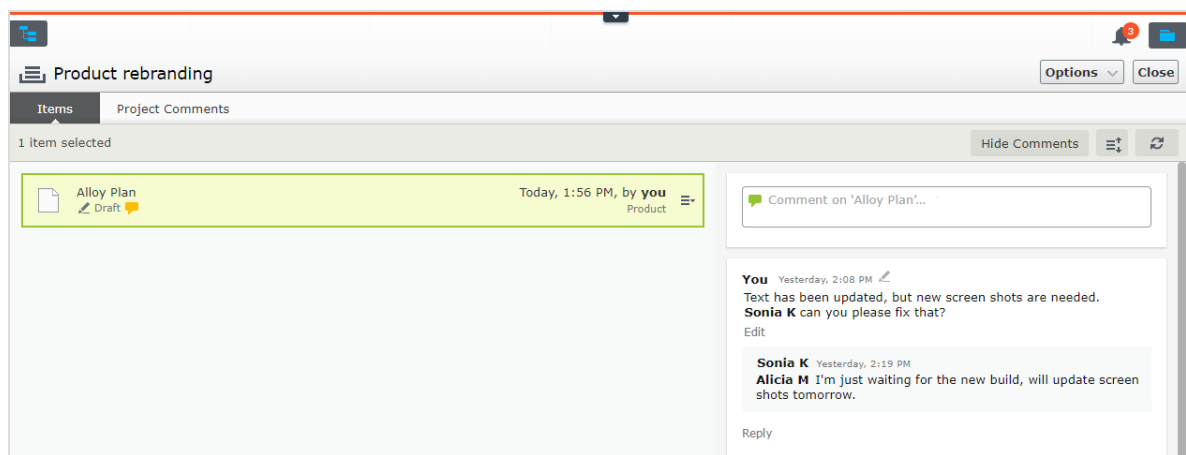 3
Product rebranding
Options
Close
Items
Project Comments
1 item selected
Hide Comments
Alloy Plan
Today, 1:56 PM, by you
Draft
Product
Comment on ‘Alloy Plan’...
You Yesterday, 2:08 PM
Text has been updated, but new screen shots are needed.
Sonia K can you please fix that?
Edit
Sonia K Yesterday, 2:19 PM
Alicia M I'm just waiting for the new build, will update screen
shots tomorrow.
Reply